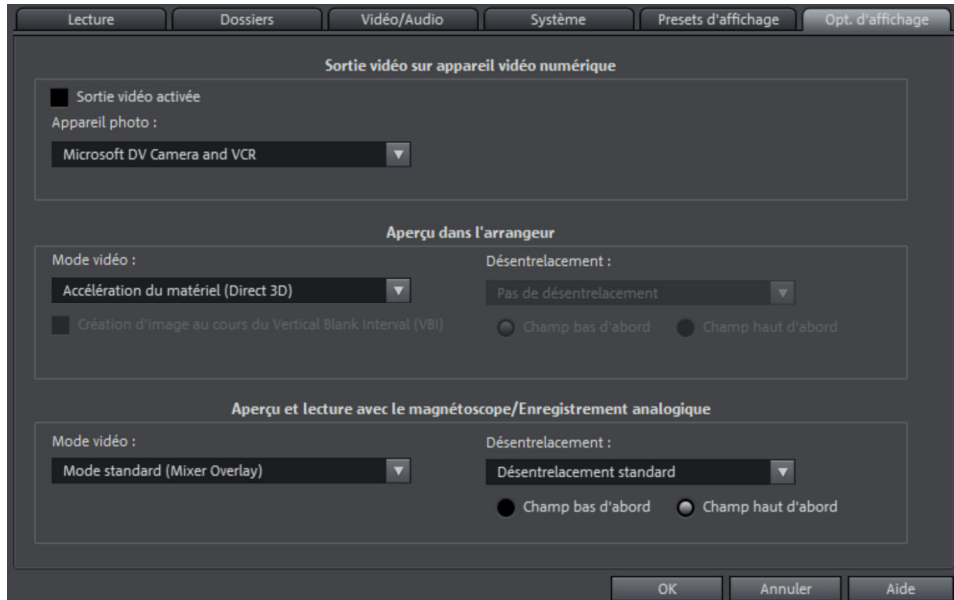 Lecture Dossiers Vidéo/Audio Système Presets d'affichage Opt. d'affichage
Sortie vidéo sur appareil vidéo numérique
Sortie vidéo activée
Appareil photo :
Microsoft DV Camera and VCR
Aperçu dans l'arrangeur
Mode vidéo : Désentrelacement :
Accélération du matériel (Direct 3D) Pas de désentrelacement
Création d'image au cours du Vertical Blank Interval (VBI) Champ bas d'abord Champ haut d'abord
Aperçu et lecture avec le magnétoscope/Enregistrement analogique
Mode vidéo : Désentrelacement :
Mode standard (Mixer Overlay) Désentrelacement standard
Champ bas d'abord Champ haut d'abord
OK Annuler Aide